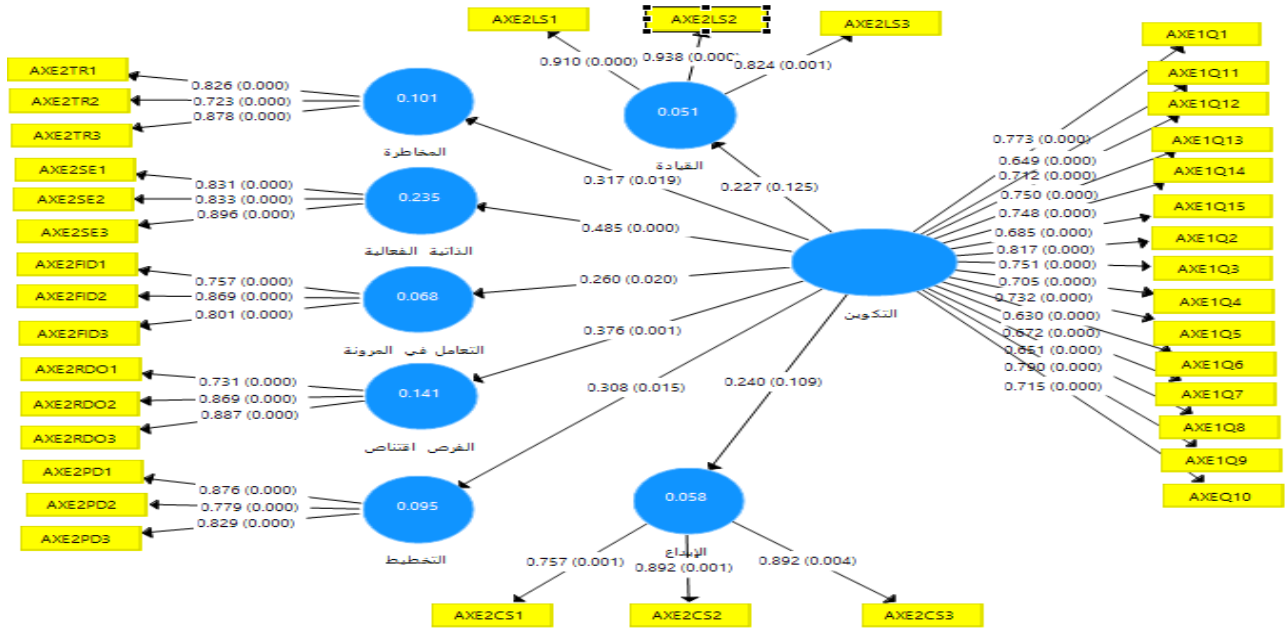 AXE2LS1
AXE2LS2
AXE2LS3
0.910 (0.000)
0.938 (0.000)
0.824 (0.001)
0.051
القيادة
0.227 (0.125)
AXE2TR1
AXE2TR2
AXE2TR3
0.826 (0.000)
0.723 (0.000)
0.878 (0.000)
0.101
المخاطرة
0.317 (0.019)
AXE2SE1
AXE2SE2
AXE2SE3
0.831 (0.000)
0.833 (0.000)
0.896 (0.000)
0.235
الذاتية الفعالية
0.485 (0.000)
AXE2FID1
AXE2FID2
AXE2FID3
0.757 (0.000)
0.869 (0.000)
0.801 (0.000)
0.068
التعامل في المرونة
0.260 (0.020)
AXE2RDO1
AXE2RDO2
AXE2RDO3
0.731 (0.000)
0.869 (0.000)
0.887 (0.000)
0.141
الفرص اقتناص
0.376 (0.001)
AXE2PD1
AXE2PD2
AXE2PD3
0.876 (0.000)
0.779 (0.000)
0.829 (0.000)
0.095
التخطيط
0.308 (0.015)
0.240 (0.109)
0.058
الإبداع
0.757 (0.001)
0.892 (0.001)
0.892 (0.004)
AXE2CS1
AXE2CS2
AXE2CS3
التكوين
0.773 (0.000)
0.649 (0.000)
0.712 (0.000)
0.750 (0.000)
0.748 (0.000)
0.685 (0.000)
0.817 (0.000)
0.751 (0.000)
0.705 (0.000)
0.732 (0.000)
0.630 (0.000)
0.672 (0.000)
0.651 (0.000)
0.790 (0.000)
0.715 (0.000)
AXE1Q1
AXE1Q11
AXE1Q12
AXE1Q13
AXE1Q14
AXE1Q15
AXE1Q2
AXE1Q3
AXE1Q4
AXE1Q5
AXE1Q6
AXE1Q7
AXE1Q8
AXE1Q9
AXEQ10